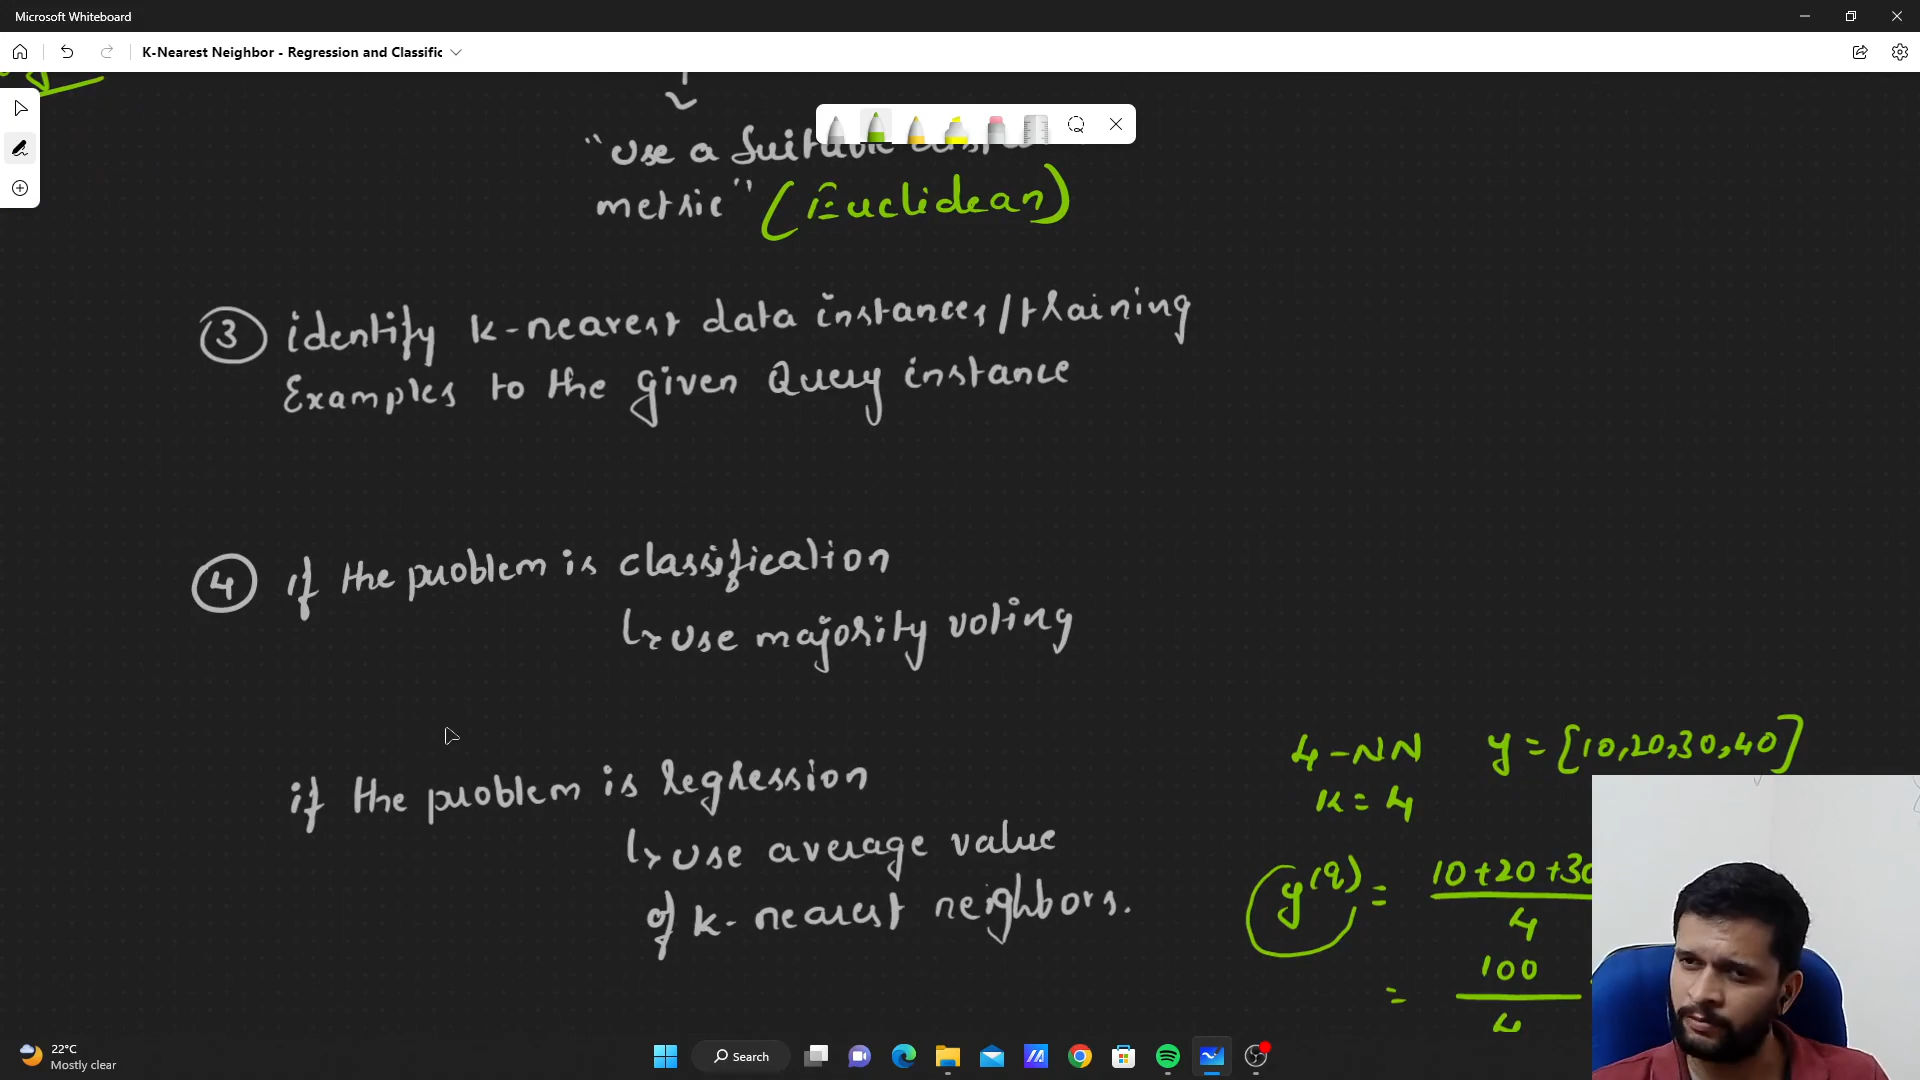 Microsoft Whiteboard
K-Nearest Neighbor - Regression and Classific
"use a suitable
metric" (Euclidean)
3 identify k-nearest data instances/training
Examples to the given Query instance
4 if the problem is classification
↳ use majority voting
if the problem is regression
↳ use average value
of k-nearest neighbors.
4-NN y = [10,20,30,40]
K = 4
y(q) = 10+20+30
4
= 100
4
22°C
Mostly clear
Search